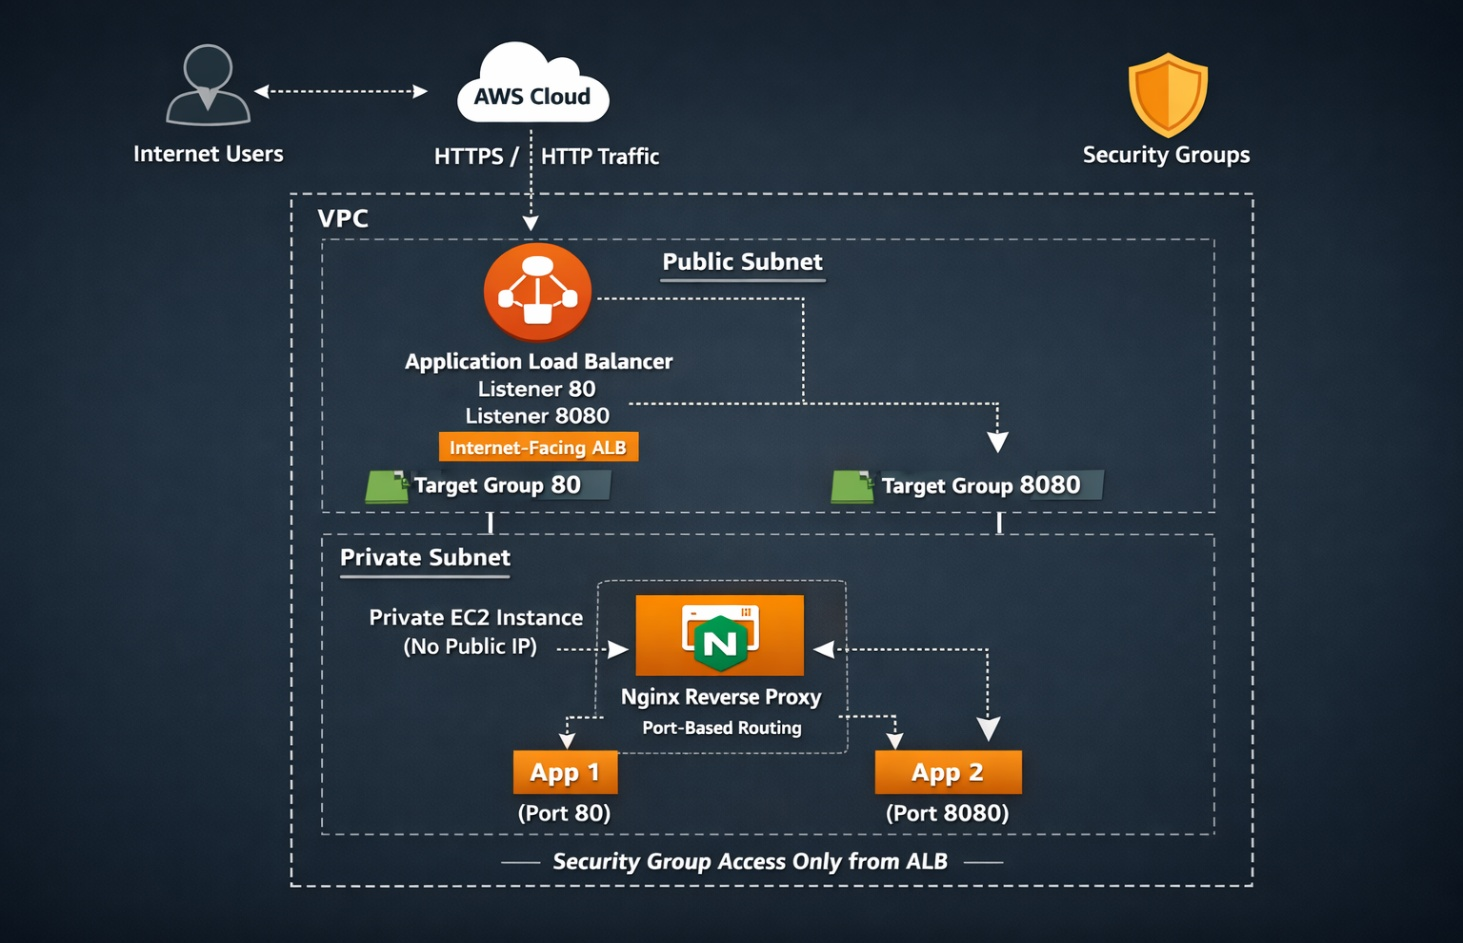 AWS Cloud
Internet Users
HTTPS / HTTP Traffic
Security Groups
VPC
Public Subnet
Application Load Balancer
Listener 80
Listener 8080
Internet-Facing ALB
Target Group 80
Target Group 8080
Private Subnet
Private EC2 Instance
(No Public IP)
N
Nginx Reverse Proxy
Port-Based Routing
App 1
(Port 80)
App 2
(Port 8080)
Security Group Access Only from ALB